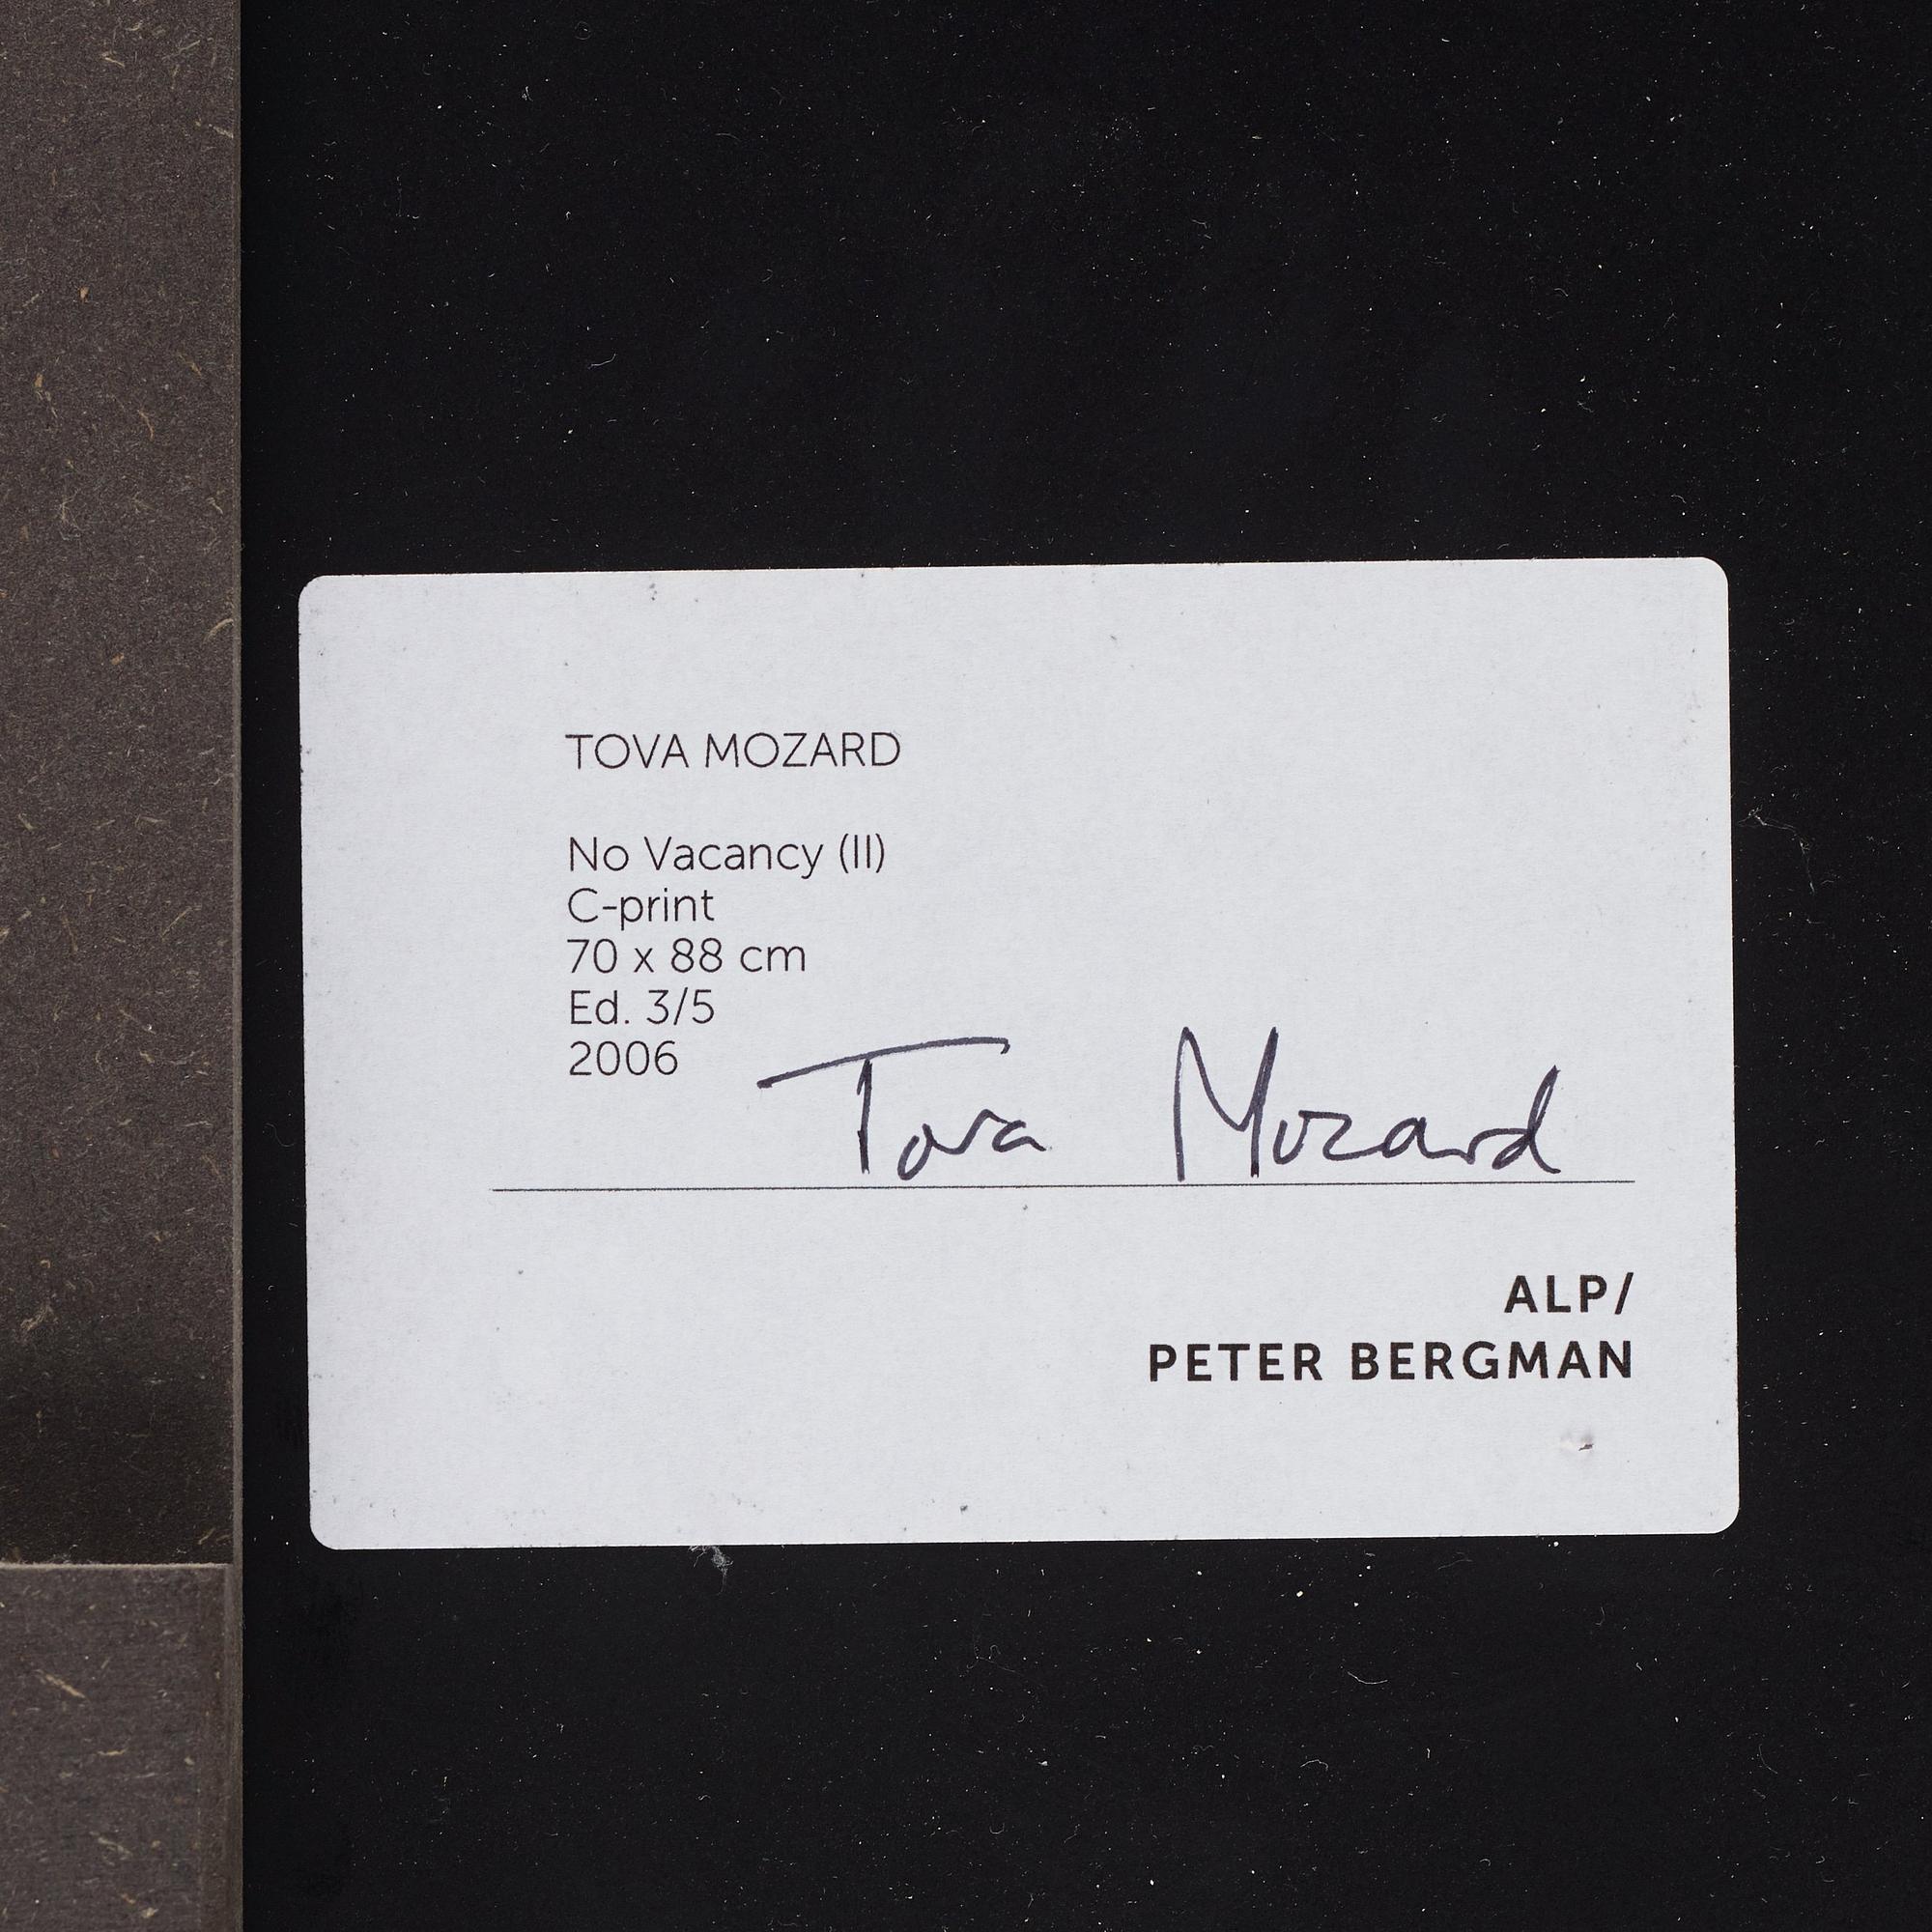 TOVA MOZARD
No Vacancy (II)
C-print
70 x 88 cm
Ed. 3/5
2006
Tova Mozard
ALP/
PETER BERGMAN